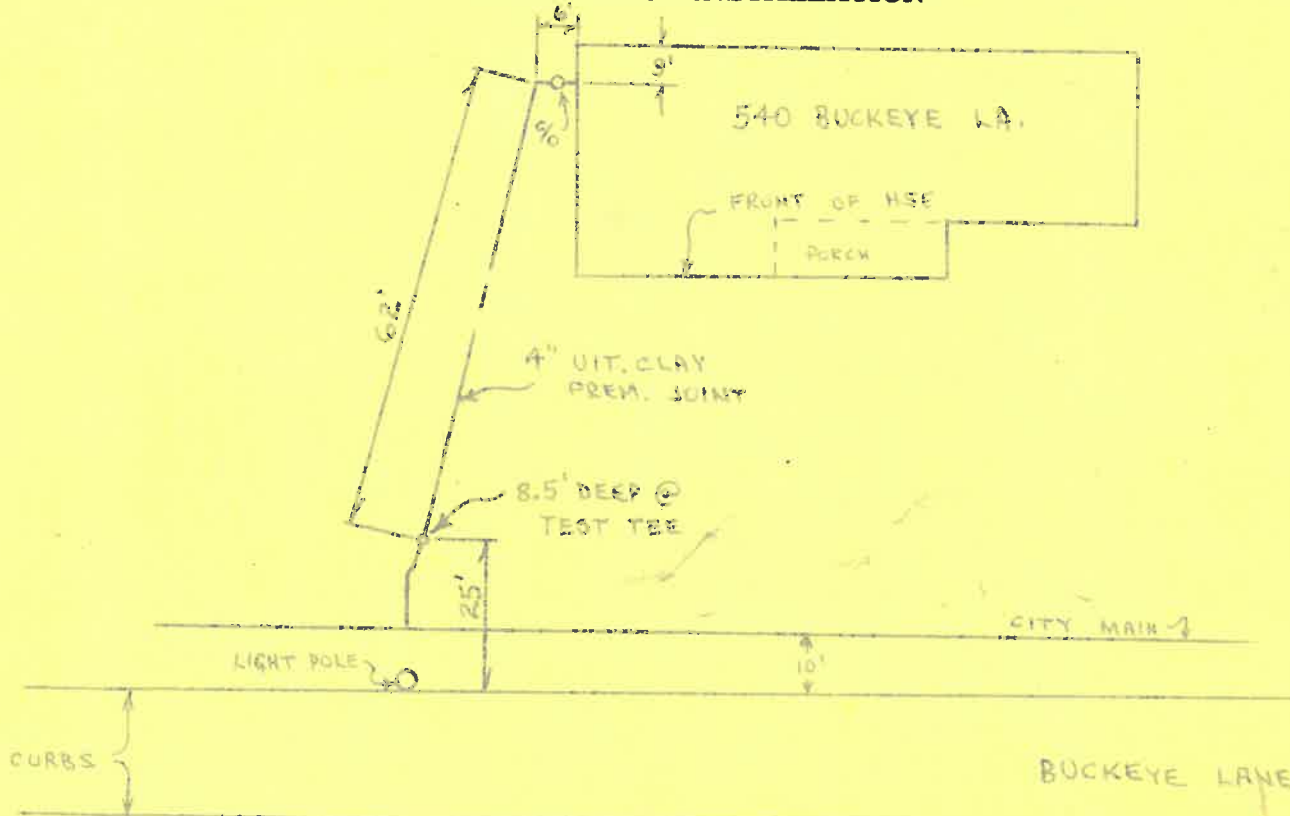 INSTALLATION
6'
9'
C/O
540 BUCKEYE LA.
FRONT OF HSE
PORCH
62'
4" VIT. CLAY
PREM. JOINT
8.5' DEEP @
TEST TEE
25'
CITY MAIN
LIGHT POLE
10'
CURBS
BUCKEYE LANE